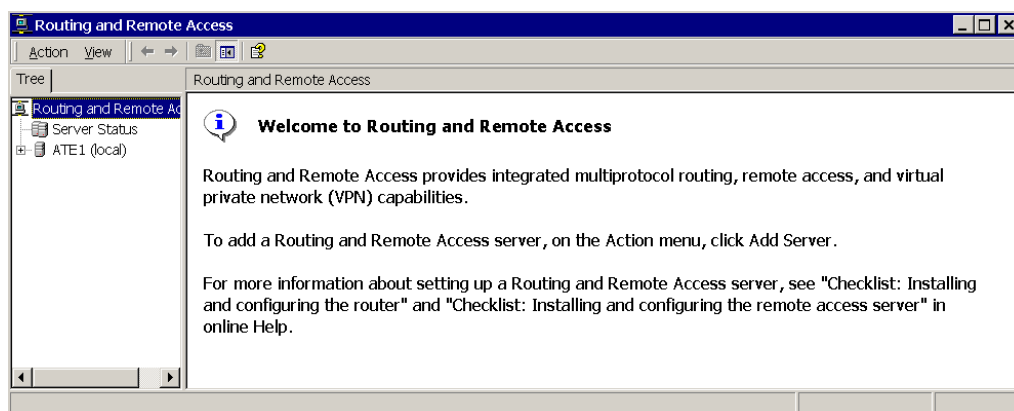 Routing and Remote Access
Action View
Tree
Routing and Remote Access
Routing and Remote Ac
Server Status
ATE1 (local)
Welcome to Routing and Remote Access
Routing and Remote Access provides integrated multiprotocol routing, remote access, and virtual
private network (VPN) capabilities.
To add a Routing and Remote Access server, on the Action menu, click Add Server.
For more information about setting up a Routing and Remote Access server, see "Checklist: Installing
and configuring the router" and "Checklist: Installing and configuring the remote access server" in
online Help.